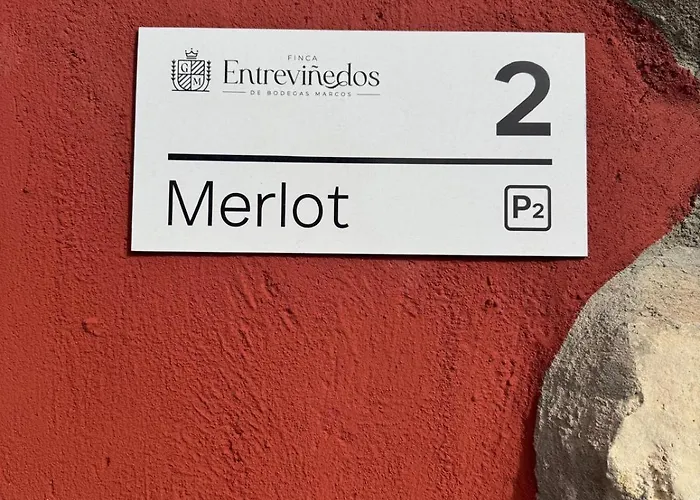 G M
FINCA
Entreviñedos
DE BODEGAS MARCOS
2
Merlot
P2